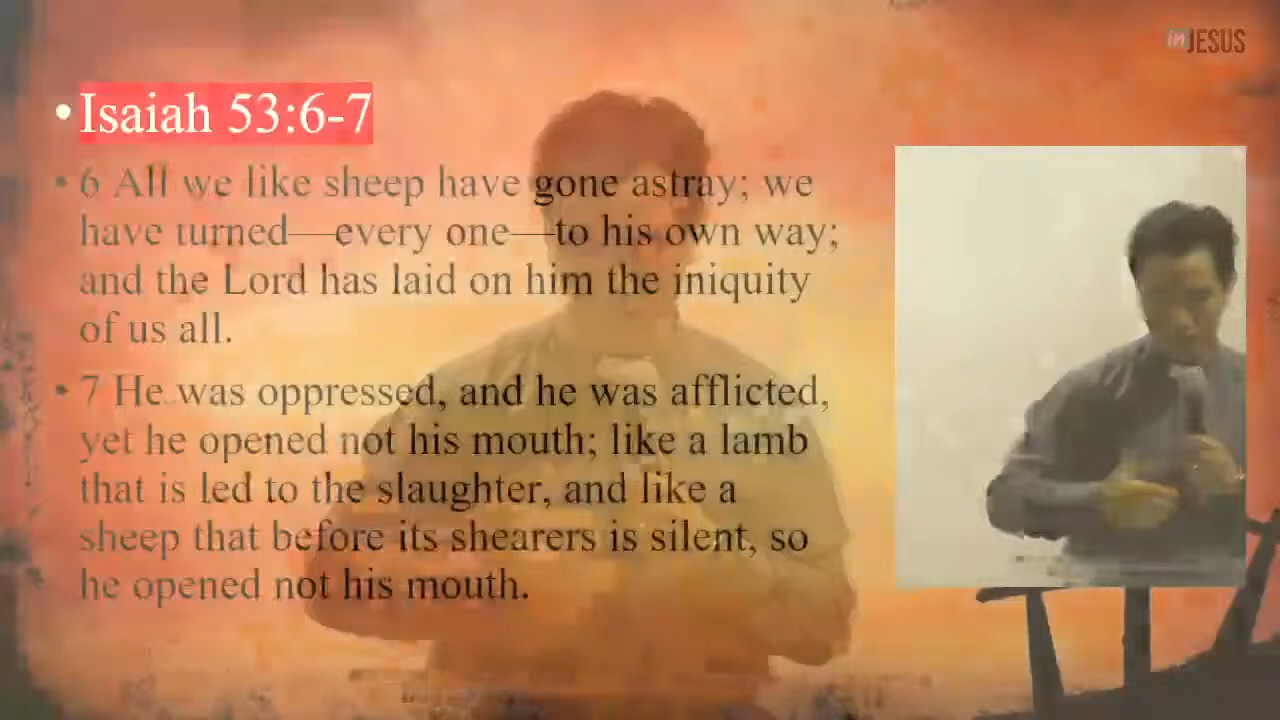 in JESUS
• Isaiah 53:6-7
• 6 All we like sheep have gone astray; we
have turned—every one—to his own way;
and the Lord has laid on him the iniquity
of us all.
• 7 He was oppressed, and he was afflicted,
yet he opened not his mouth; like a lamb
that is led to the slaughter, and like a
sheep that before its shearers is silent, so
he opened not his mouth.